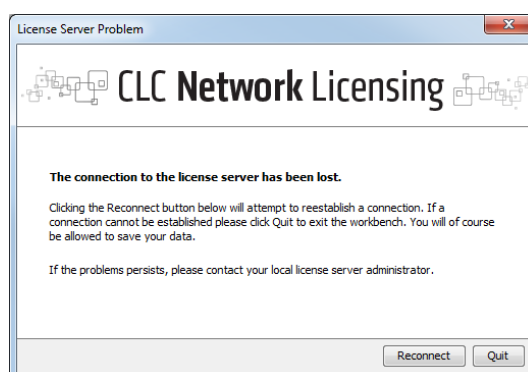 License Server Problem
CLC Network Licensing
The connection to the license server has been lost.
Clicking the Reconnect button below will attempt to reestablish a connection. If a
connection cannot be established please click Quit to exit the workbench. You will of course
be allowed to save your data.
If the problems persists, please contact your local license server administrator.
Reconnect Quit